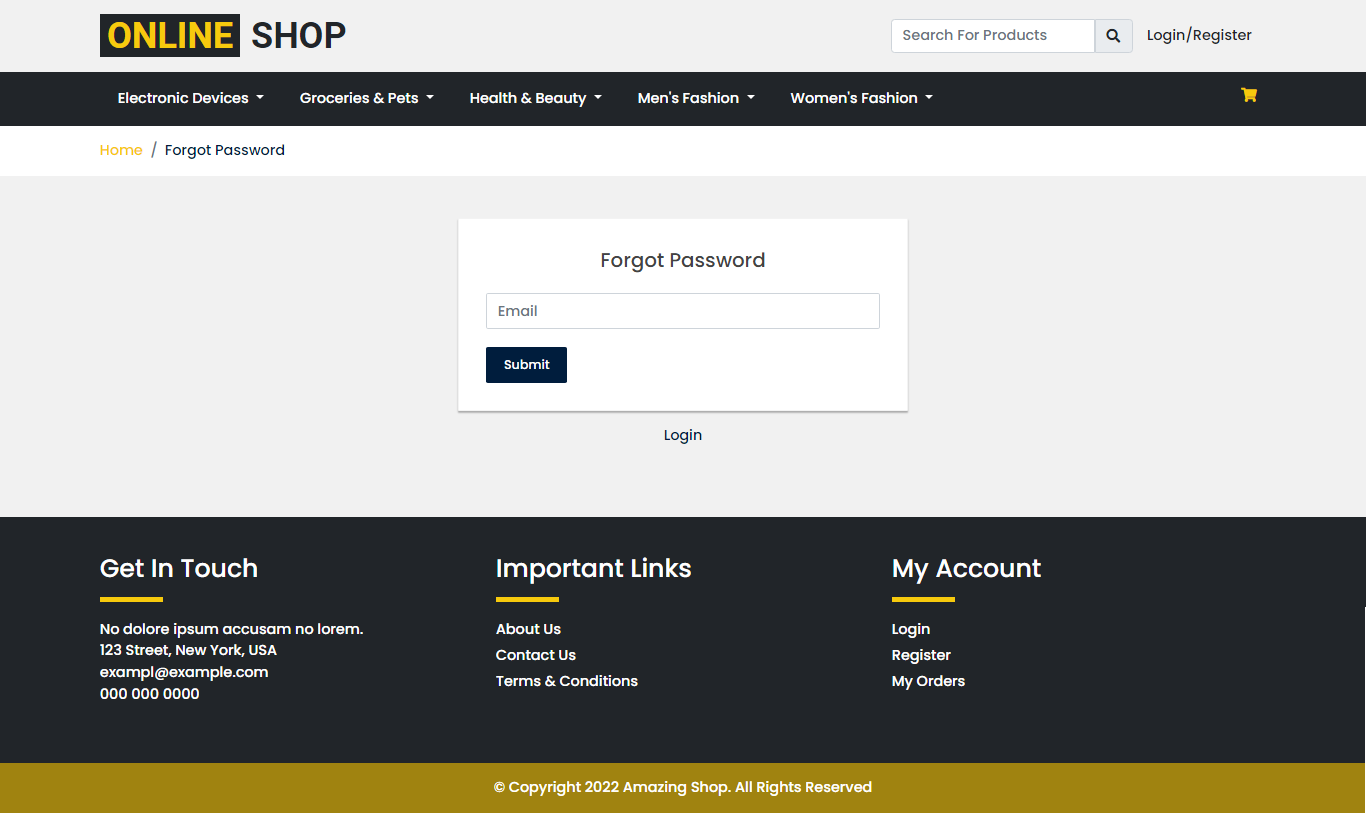 ONLINE SHOP
Search For Products
Login/Register
Electronic Devices
Groceries & Pets
Health & Beauty
Men's Fashion
Women's Fashion
Home / Forgot Password
Forgot Password
Email
Submit
Login
Get In Touch
No dolore ipsum accusam no lorem.
123 Street, New York, USA
exampl@example.com
000 000 0000
Important Links
About Us
Contact Us
Terms & Conditions
My Account
Login
Register
My Orders
© Copyright 2022 Amazing Shop. All Rights Reserved